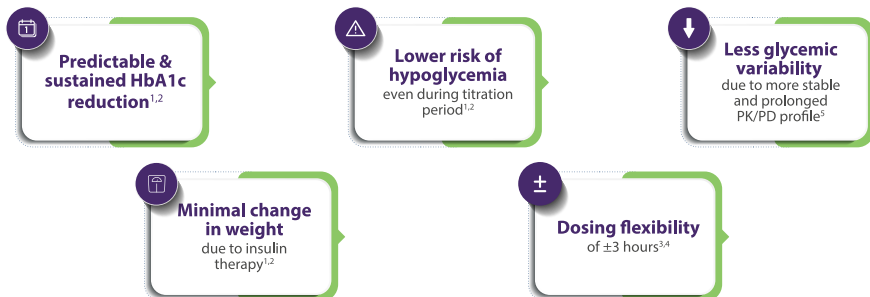 1
Predictable &
sustained HbA1c
reduction1,2
Lower risk of
hypoglycemia
even during titration
period1,2
Less glycemic
variability
due to more stable
and prolonged
PK/PD profile5
Minimal change
in weight
due to insulin
therapy1,2
±
Dosing flexibility
of ±3 hours3,4